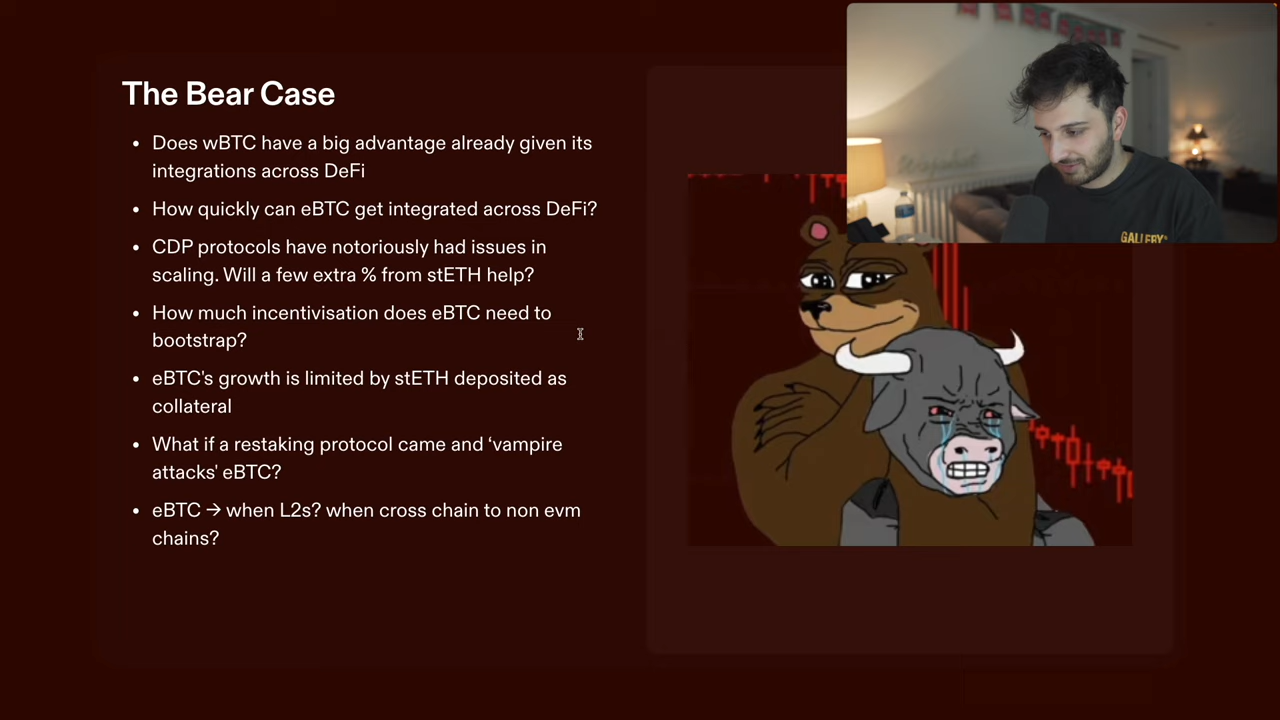 The Bear Case
• Does wBTC have a big advantage already given its
integrations across DeFi
• How quickly can eBTC get integrated across DeFi?
• CDP protocols have notoriously had issues in
scaling. Will a few extra % from stETH help?
• How much incentivisation does eBTC need to
bootstrap?
• eBTC's growth is limited by stETH deposited as
collateral
• What if a restaking protocol came and ‘vampire
attacks' eBTC?
• eBTC → when L2s? when cross chain to non evm
chains?
GALLERY